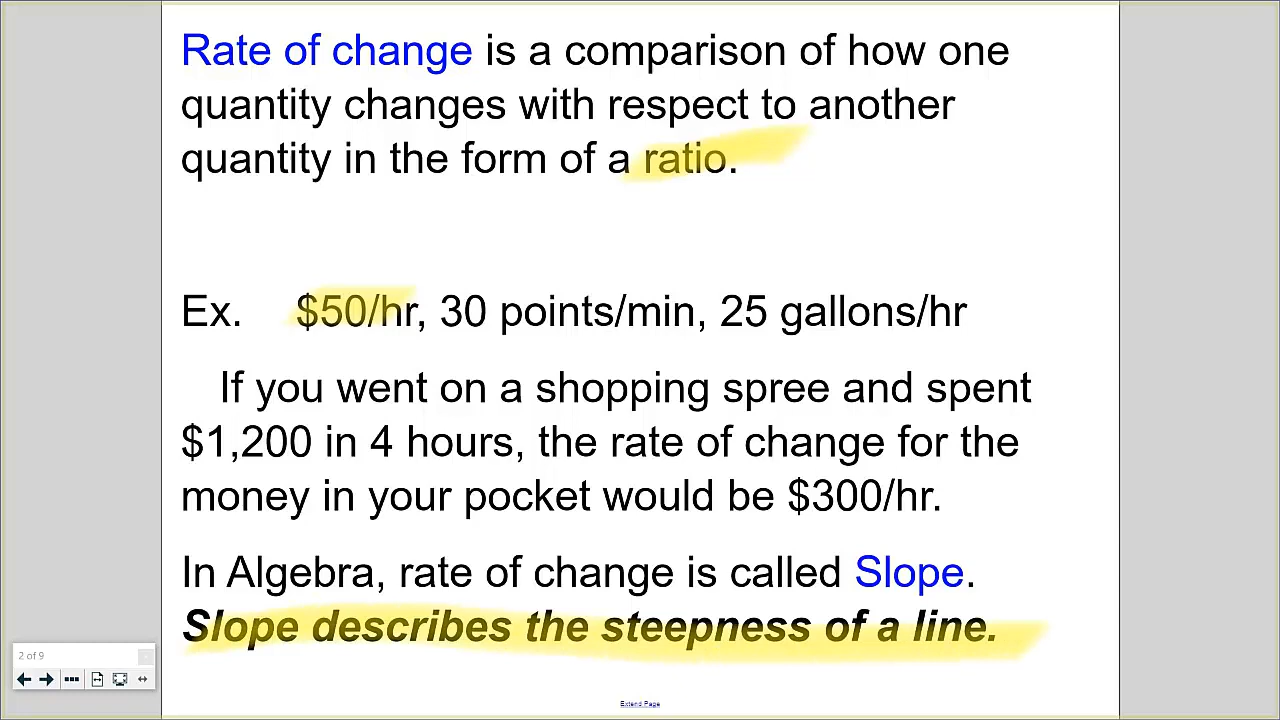 Rate of change is a comparison of how one
quantity changes with respect to another
quantity in the form of a ratio.
Ex. $50/hr, 30 points/min, 25 gallons/hr
If you went on a shopping spree and spent
$1,200 in 4 hours, the rate of change for the
money in your pocket would be $300/hr.
In Algebra, rate of change is called Slope.
Slope describes the steepness of a line.
2 of 9
Extend Page